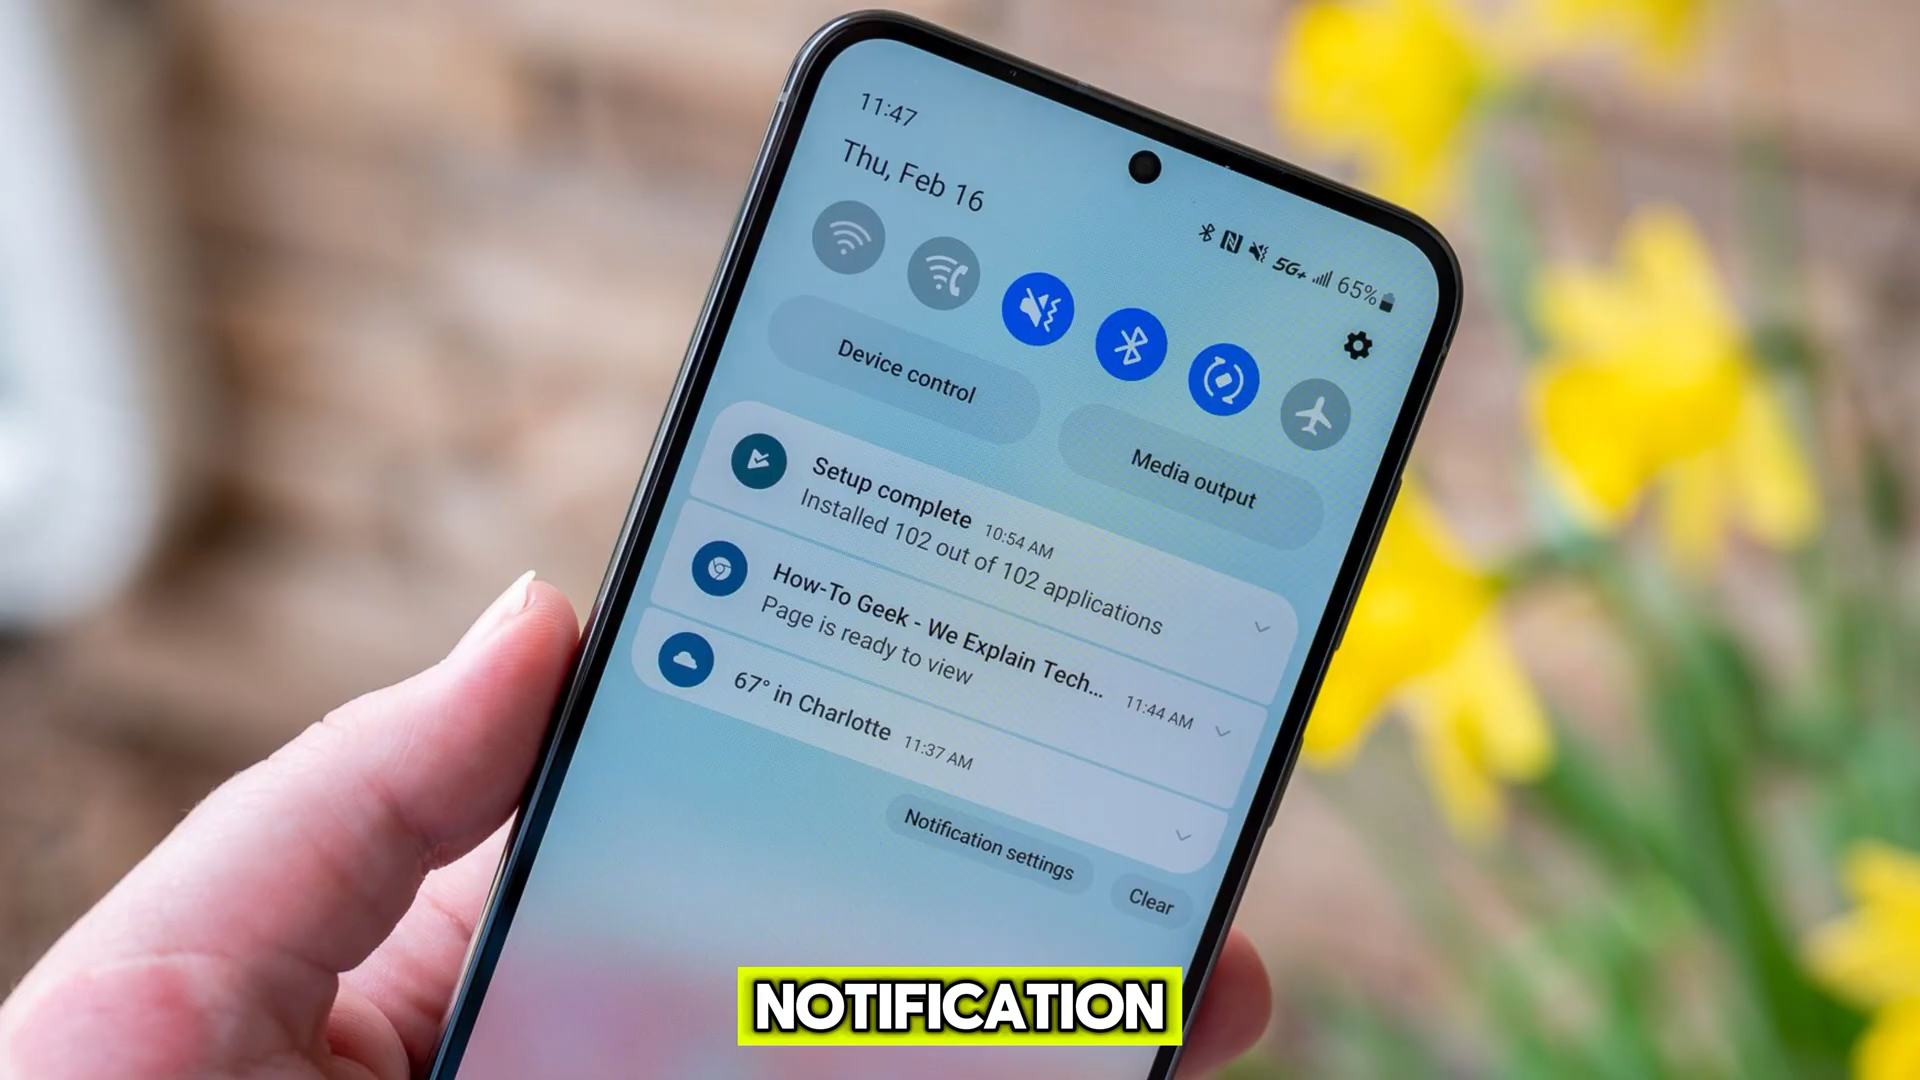 11:47
Thu, Feb 16
5G+ 65%
Device control
Media output
Setup complete 10:54 AM
Installed 102 out of 102 applications
How-To Geek - We Explain Tech... 11:44 AM
Page is ready to view
67° in Charlotte 11:37 AM
Notification settings
Clear
NOTIFICATION